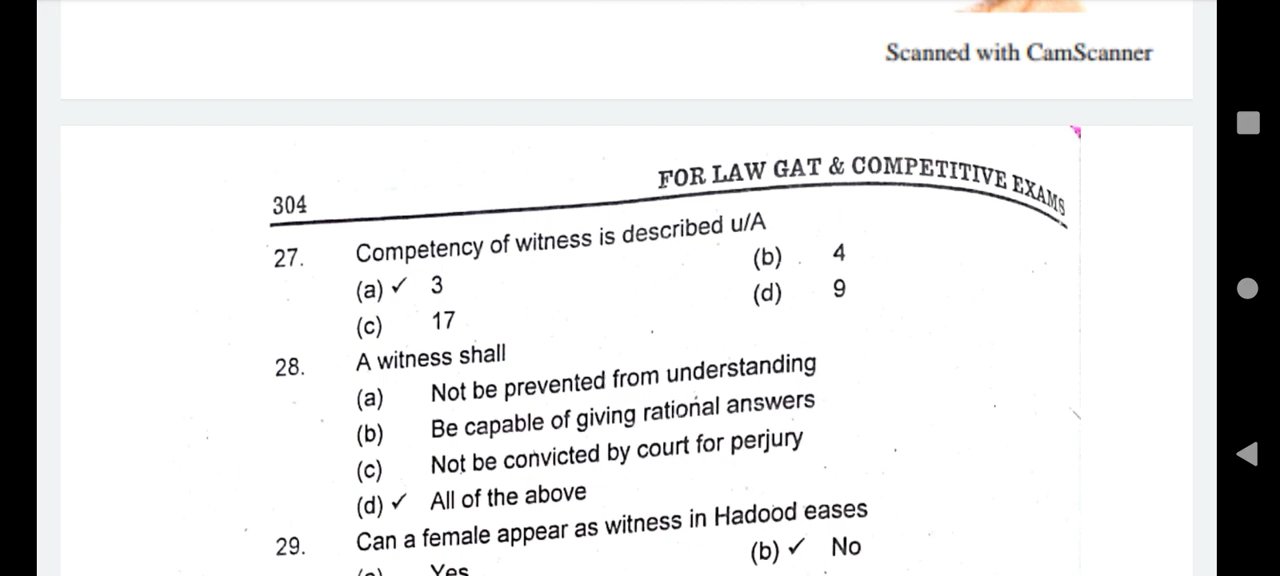 Scanned with CamScanner
304 FOR LAW GAT & COMPETITIVE EXAMS
27. Competency of witness is described u/A
(a) ✓ 3 (b) 4
(c) 17 (d) 9
28. A witness shall
(a) Not be prevented from understanding
(b) Be capable of giving rational answers
(c) Not be convicted by court for perjury
(d) ✓ All of the above
29. Can a female appear as witness in Hadood eases
(a) Yes (b) ✓ No